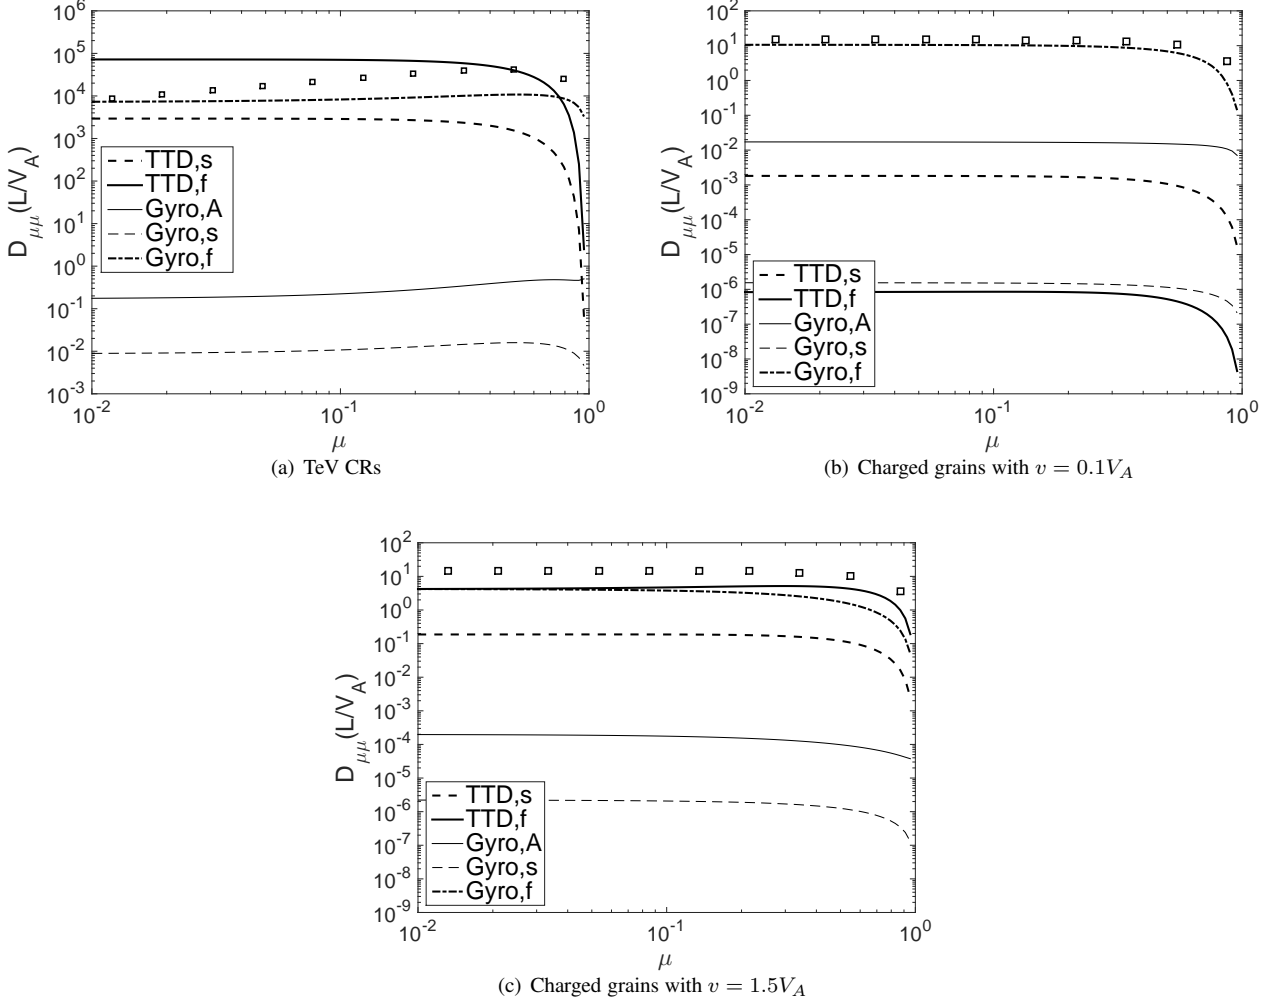 10^6
10^5
10^4
10^3
10^2
10^1
10^0
10^-1
10^-2
10^-3
D_μμ(L/V_A)
TTD,s
TTD,f
Gyro,A
Gyro,s
Gyro,f
10^-2
10^-1
10^0
μ
(a) TeV CRs
10^2
10^1
10^0
10^-1
10^-2
10^-3
10^-4
10^-5
10^-6
10^-7
10^-8
10^-9
D_μμ(L/V_A)
TTD,s
TTD,f
Gyro,A
Gyro,s
Gyro,f
10^-2
10^-1
10^0
μ
(b) Charged grains with v = 0.1V_A
10^2
10^1
10^0
10^-1
10^-2
10^-3
10^-4
10^-5
10^-6
10^-7
10^-8
10^-9
D_μμ(L/V_A)
TTD,s
TTD,f
Gyro,A
Gyro,s
Gyro,f
10^-2
10^-1
10^0
μ
(c) Charged grains with v = 1.5V_A